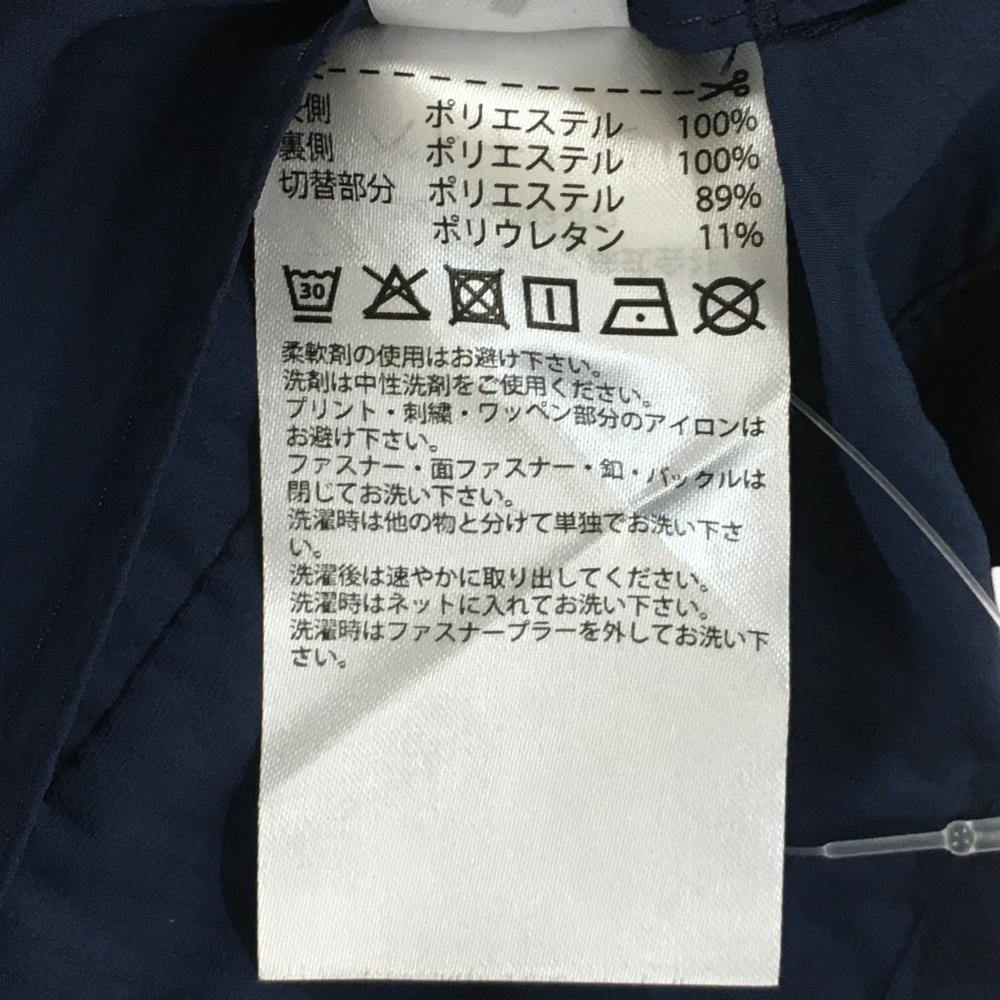 表側 ポリエステル 100%
裏側 ポリエステル 100%
切替部分 ポリエステル 89%
ポリウレタン 11%
30
柔軟剤の使用はお避け下さい。
洗剤は中性洗剤をご使用ください。
プリント・刺繍・ワッペン部分のアイロンは
お避け下さい。
ファスナー・面ファスナー・釦・バックルは
閉じてお洗い下さい。
洗濯時は他の物と分けて単独でお洗い下さ
い。
洗濯後は速やかに取り出してください。
洗濯時はネットに入れてお洗い下さい。
洗濯時はファスナープラーを外してお洗い下
さい。